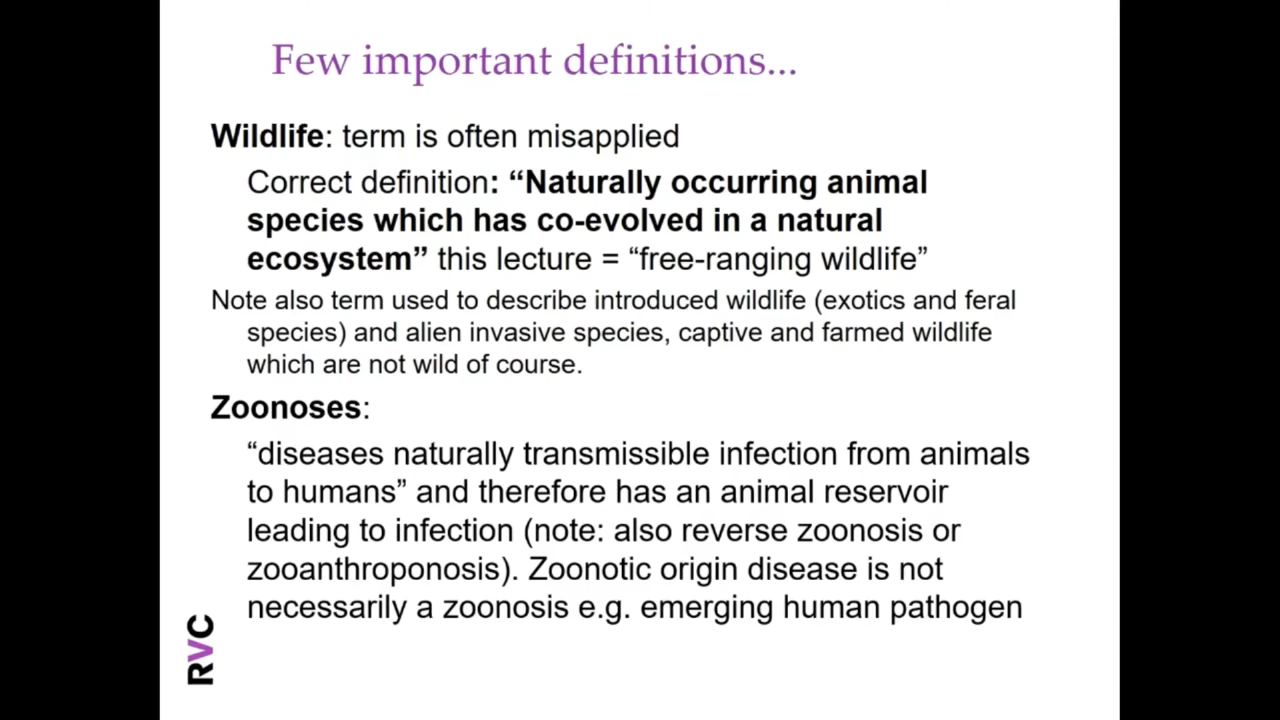 Few important definitions...
Wildlife: term is often misapplied
Correct definition: “Naturally occurring animal
species which has co-evolved in a natural
ecosystem” this lecture = “free-ranging wildlife”
Note also term used to describe introduced wildlife (exotics and feral
species) and alien invasive species, captive and farmed wildlife
which are not wild of course.
Zoonoses:
“diseases naturally transmissible infection from animals
to humans” and therefore has an animal reservoir
leading to infection (note: also reverse zoonosis or
zooanthroponosis). Zoonotic origin disease is not
necessarily a zoonosis e.g. emerging human pathogen
RVC